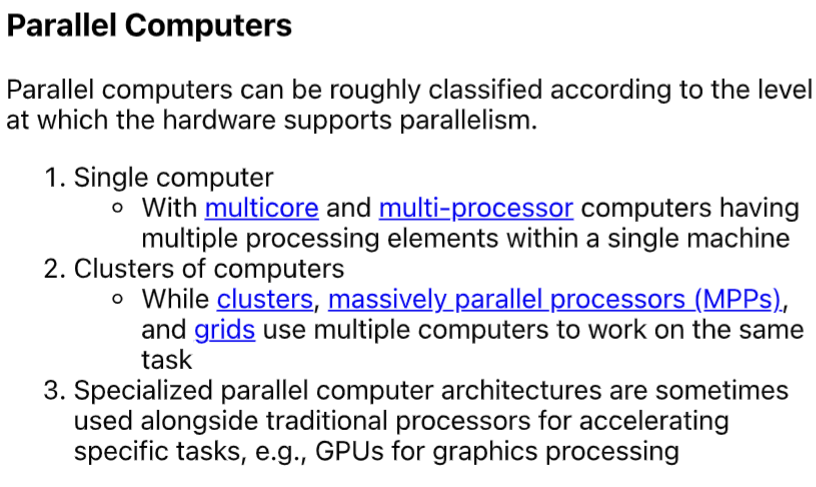 Parallel Computers
Parallel computers can be roughly classified according to the level
at which the hardware supports parallelism.
1. Single computer
◦ With multicore and multi-processor computers having
multiple processing elements within a single machine
2. Clusters of computers
◦ While clusters, massively parallel processors (MPPs),
and grids use multiple computers to work on the same
task
3. Specialized parallel computer architectures are sometimes
used alongside traditional processors for accelerating
specific tasks, e.g., GPUs for graphics processing